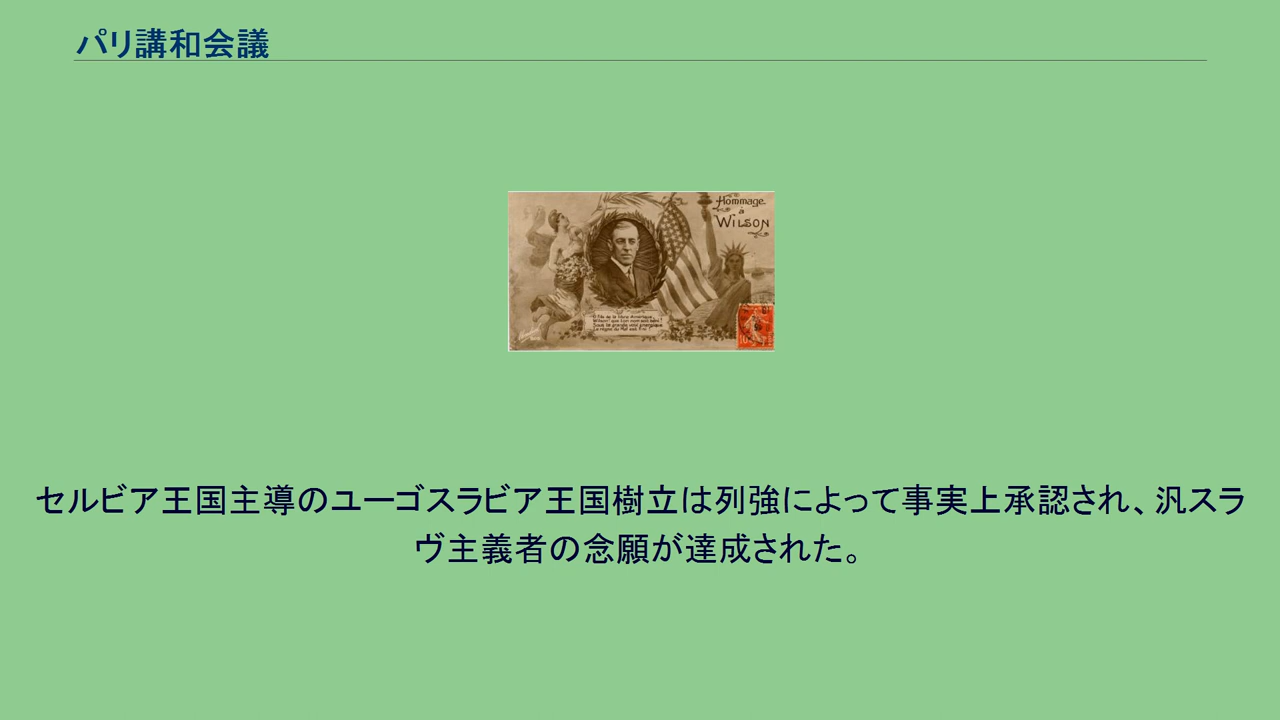 パリ講和会議
Hommage
à
WILSON
セルビア王国主導のユーゴスラビア王国樹立は列強によって事実上承認され、汎スラ
ヴ主義者の念願が達成された。